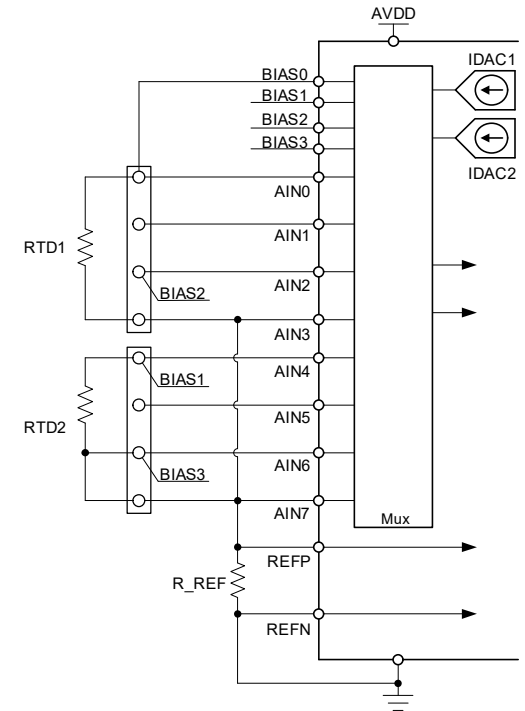 AVDD
IDAC1
BIAS0
BIAS1
BIAS2
BIAS3
IDAC2
AIN0
RTD1
AIN1
AIN2
BIAS2
AIN3
AIN4
BIAS1
RTD2
AIN5
AIN6
BIAS3
AIN7
Mux
REFP
R_REF
REFN